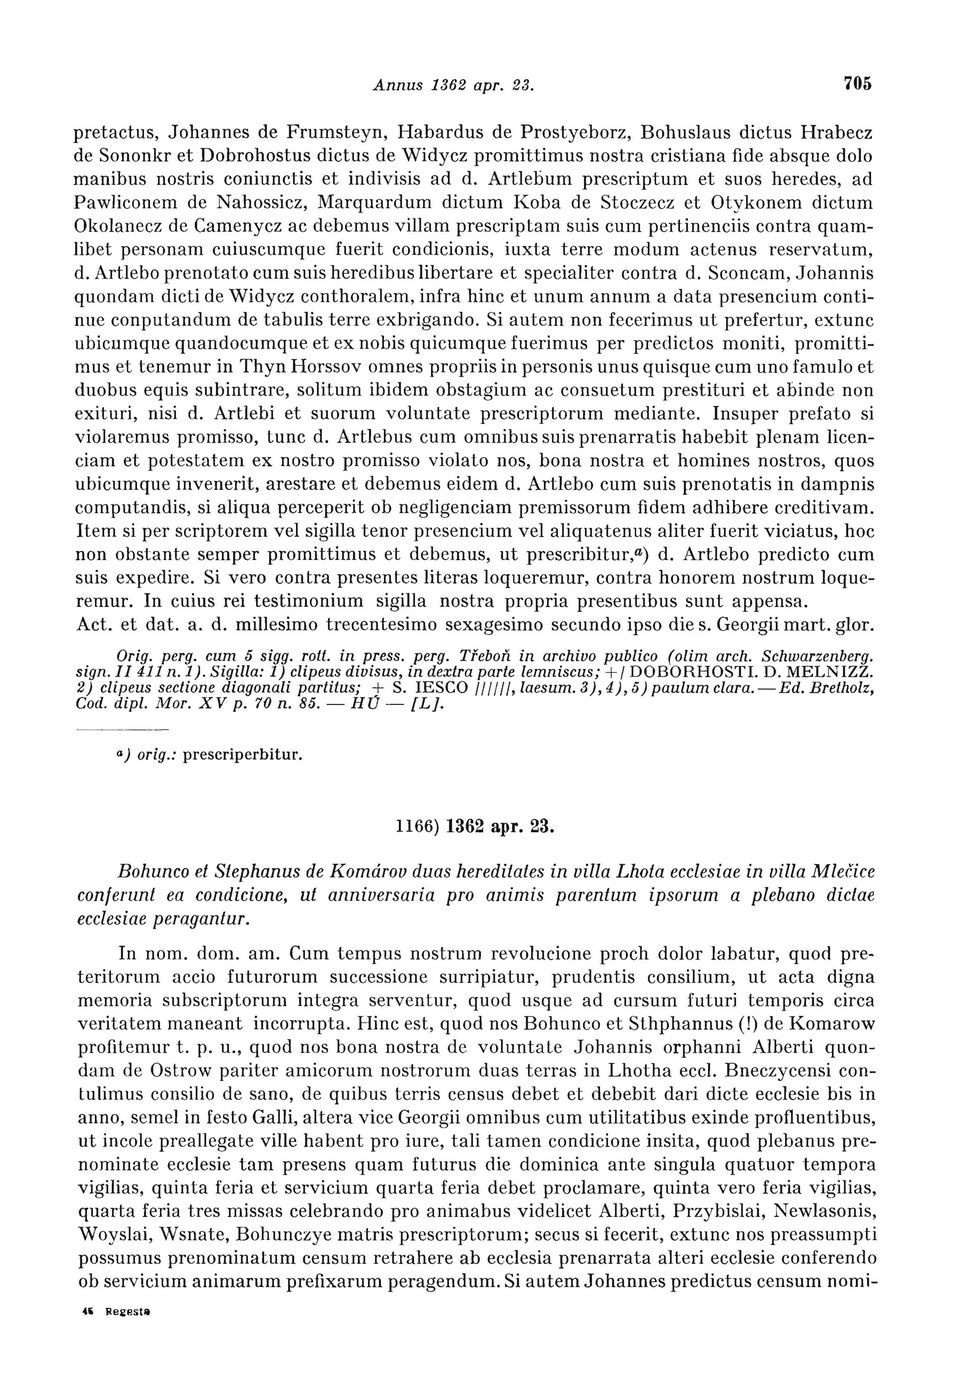 Annus 1362 apr. 23. 705
pretactus, Johannes de Frumsteyn, Habardus de Prostyeborz, Bohuslaus dictus Hrabecz
de Sononkr et Dobrohostus dictus de Widycz promittimus nostra cristiana fide absque dolo
manibus nostris coniunctis et indivisis ad d. Artlebum prescriptum et suos heredes, ad
Pawliconem de Nahossicz, Marquardum dictum Koba de Stoczecz et Otykonem dictum
Okolanecz de Camenycz ac debemus villam prescriptam suis cum pertinenciis contra quam-
libet personam cuiuscumque fuerit condicionis, iuxta terre modum actenus reservatum,
d. Artlebo prenotato cum suis heredibus libertare et specialiter contra d. Sconcam, Johannis
quondam dicti de Widycz conthoralem, infra hinc et unum annum a data presencium conti-
nue conputandum de tabulis terre exbrigando. Si autem non fecerimus ut prefertur, extunc
ubicumque quandocumque et ex nobis quicumque fuerimus per predictos moniti, promitti-
mus et tenemur in Thyn Horssov omnes propriis in personis unus quisque cum uno famulo et
duobus equis subintrare, solitum ibidem obstagium ac consuetum prestituri et abinde non
exituri, nisi d. Artlebi et suorum voluntate prescriptorum mediante. Insuper prefato si
violaremus promisso, tunc d. Artlebus cum omnibus suis prenarratis habebit plenam licen-
ciam et potestatem ex nostro promisso violato nos, bona nostra et homines nostros, quos
ubicumque invenerit, arestare et debemus eidem d. Artlebo cum suis prenotatis in dampnis
computandis, si aliqua perceperit ob negligenciam premissorum fidem adhibere creditivam.
Item si per scriptorem vel sigilla tenor presencium vel aliquatenus aliter fuerit viciatus, hoc
non obstante semper promittimus et debemus, ut prescribitur,a) d. Artlebo predicto cum
suis expedire. Si vero contra presentes literas loqueremur, contra honorem nostrum loque-
remur. In cuius rei testimonium sigilla nostra propria presentibus sunt appensa.
Act. et dat. a. d. millesimo trecentesimo sexagesimo secundo ipso die s. Georgii mart. glor.
Orig. perg. cum 5 sigg. rott. in press. perg. Třeboň in archivo publico (olim arch. Schwarzenberg.
sign. II 411 n. 1). Sigilla: 1) clipeus divisus, in dextra parte lemniscus; +/ DOBORHOSTI. D. MELNIZZ.
2) clipeus sectione diagonali partitus; + S. IESCO //////, laesum. 3), 4), 5) paulum clara. — Ed. Bretholz,
Cod. dipl. Mor. XV p. 70 n. 85. — HÚ — [L].
a) orig.: prescriperbitur.
1166) 1362 apr. 23.
Bohunco et Stephanus de Komárov duas hereditates in villa Lhota ecclesiae in villa Mlečice
conferunt ea condicione, ut anniversaria pro animis parentum ipsorum a plebano dictae
ecclesiae peragantur.
In nom. dom. am. Cum tempus nostrum revolucione proch dolor labatur, quod pre-
teritorum accio futurorum successione surripiatur, prudentis consilium, ut acta digna
memoria subscriptorum integra serventur, quod usque ad cursum futuri temporis circa
veritatem maneant incorrupta. Hinc est, quod nos Bohunco et Sthphannus (!) de Komarow
profitemur t. p. u., quod nos bona nostra de voluntate Johannis orphanni Alberti quon-
dam de Ostrow pariter amicorum nostrorum duas terras in Lhotha eccl. Bneczycensi con-
tulimus consilio de sano, de quibus terris census debet et debebit dari dicte ecclesie bis in
anno, semel in festo Galli, altera vice Georgii omnibus cum utilitatibus exinde profluentibus,
ut incole preallegate ville habent pro iure, tali tamen condicione insita, quod plebanus pre-
nominate ecclesie tam presens quam futurus die dominica ante singula quatuor tempora
vigilias, quinta feria et servicium quarta feria debet proclamare, quinta vero feria vigilias,
quarta feria tres missas celebrando pro animabus videlicet Alberti, Przybislai, Newlasonis,
Woyslai, Wsnate, Bohunczye matris prescriptorum; secus si fecerit, extunc nos preassumpti
possumus prenominatum censum retrahere ab ecclesia prenarrata alteri ecclesie conferendo
ob servicium animarum prefixarum peragendum. Si autem Johannes predictus censum nomi-
45 Regesta